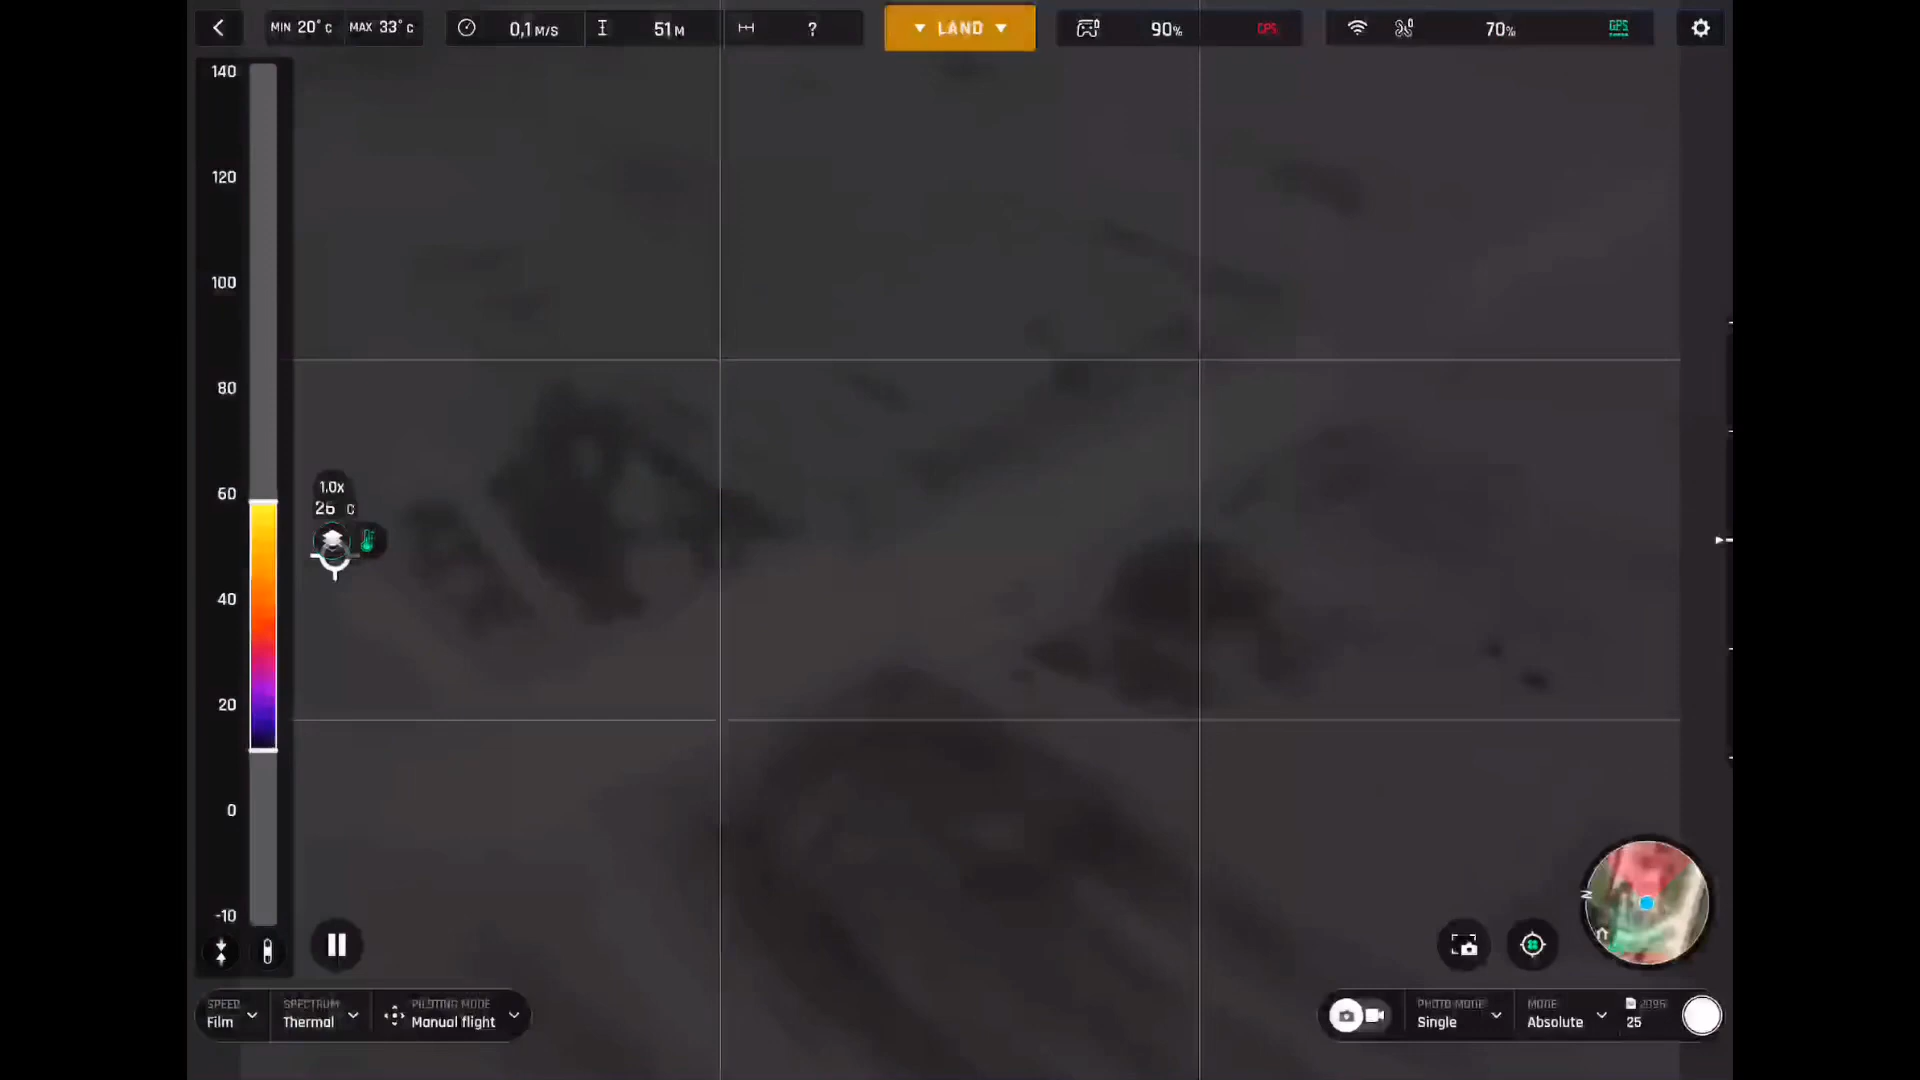 MIN 20°C MAX 33°C 0,1 M/S 51 M ? LAND 90% GPS 70% GPS
140
120
100
80
60
40
20
0
-10
1.0x
26 C
N
SPEED
Film
SPECTRUM
Thermal
PILOTING MODE
Manual flight
PHOTO MODE
Single
MODE
Absolute
25